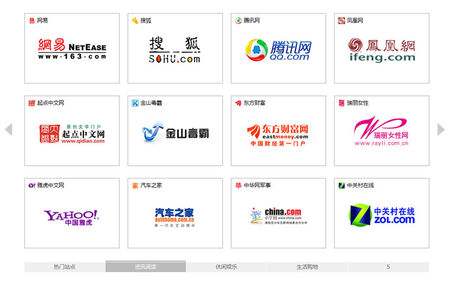 网易
搜狐
腾讯网
凤凰网
網易 NETEASE
www.163.com
搜 狐
SOHU.com
腾讯网
QQ.com
鳳凰網
ifeng.com
起点中文网
金山毒霸
东方财富
瑞丽女性
起点中文网
www.qidian.com
金山毒霸
东方财富网
eastmoney.com
中国财经第一门户
瑞丽女性网
www.rayli.com.cn
雅虎中文网
汽车之家
中华网军事
中关村在线
YAHOO!
中国雅虎
汽车之家
autohome.com.cn
china.com
中华网
中关村在线
ZOL.com
热门站点
资讯阅读
休闲娱乐
生活购物
5